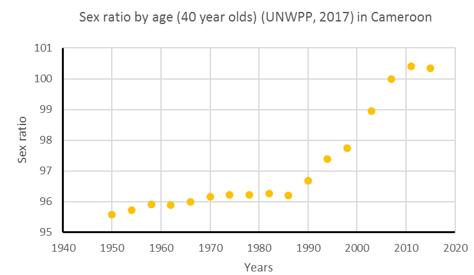 Sex ratio by age (40 year olds) (UNWPP, 2017) in Cameroon
101
100
99
98
97
96
95
Sex ratio
1940 1950 1960 1970 1980 1990 2000 2010 2020
Years